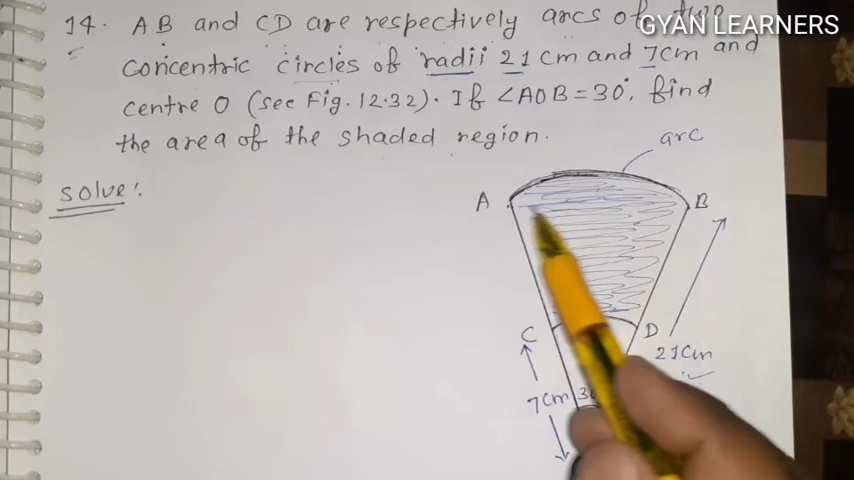 GYAN LEARNERS
14. AB and CD are respectively arcs of two
concentric circles of radii 21 cm and 7cm and
centre O (see Fig. 12.32). If ∠AOB = 30°, find
the area of the shaded region.
solve:
arc
A
B
C
D
21cm
7cm
30